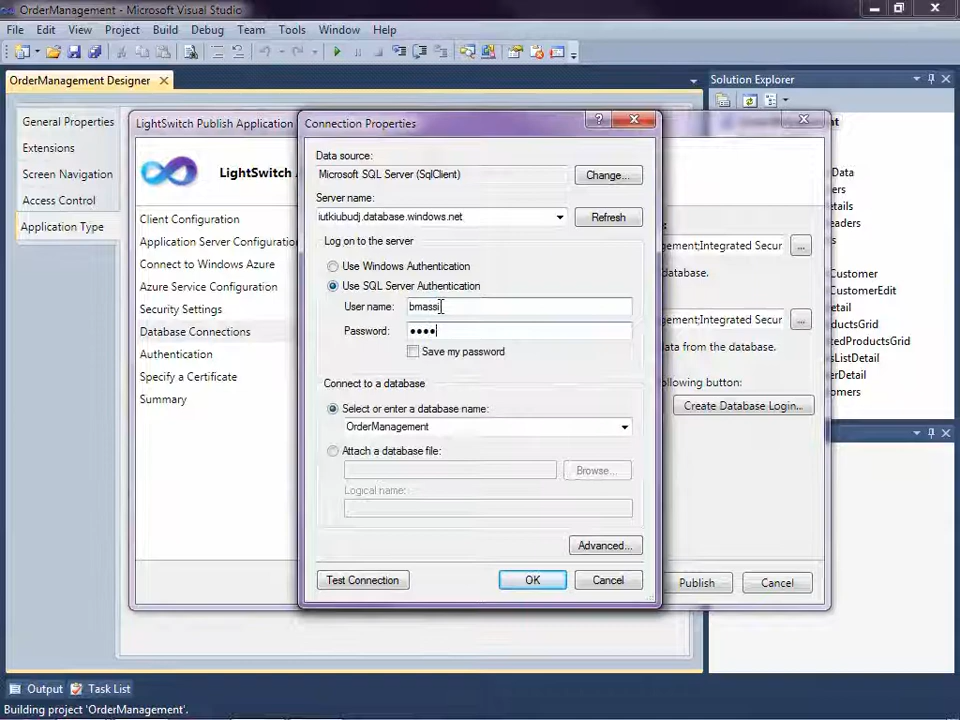 OrderManagement - Microsoft Visual Studio
File Edit View Project Build Debug Team Tools Window Help
OrderManagement Designer
Solution Explorer
General Properties
Extensions
Screen Navigation
Access Control
Application Type
LightSwitch Publish Application
LightSwitch
Client Configuration
Application Server Configuration
Connect to Windows Azure
Azure Service Configuration
Security Settings
Database Connections
Authentication
Specify a Certificate
Summary
Connection Properties
?
Data source:
Microsoft SQL Server (SqlClient)
Change...
Server name:
iutkiubudj.database.windows.net
Refresh
Log on to the server
Use Windows Authentication
Use SQL Server Authentication
User name: bmassi
Password: ●●●●
Save my password
Connect to a database
Select or enter a database name:
OrderManagement
Attach a database file:
Browse...
Logical name:
Advanced...
Test Connection
OK
Cancel
gement;Integrated Secur
...
database.
gement;Integrated Secur
...
data from the database.
ollowing button:
Create Database Login...
Publish
Cancel
Data
Customer
CustomerEdit
ductsGrid
tedProductsGrid
sListDetail
rDetail
omers
Output Task List
Building project 'OrderManagement'.